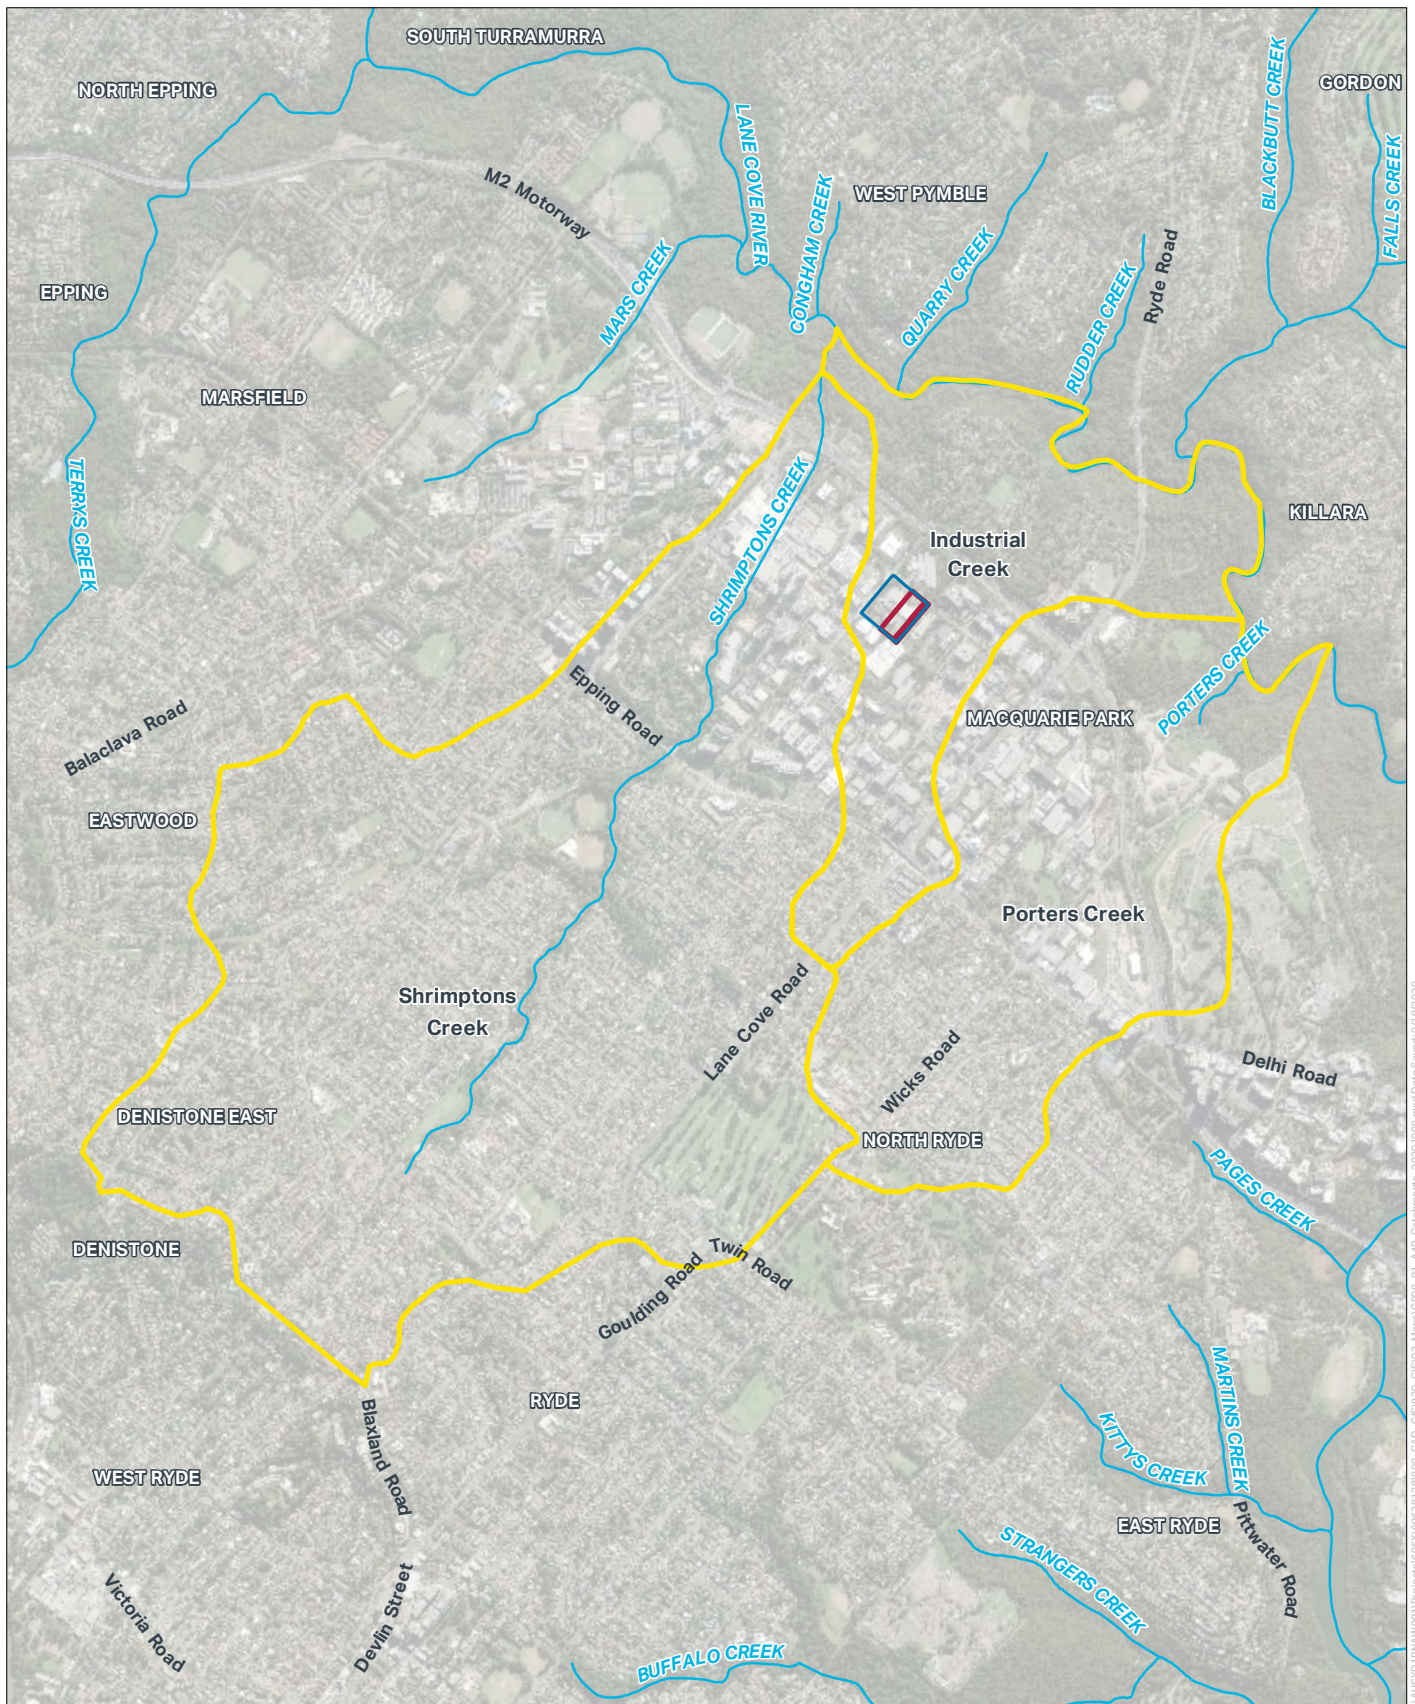 SOUTH TURRAMURRA
GORDON
NORTH EPPING
BLACKBUTT CREEK
LANE COVE RIVER
FALLS CREEK
M2 Motorway
WEST PYMBLE
CONGHAM CREEK
QUARRY CREEK
Ryde Road
MARS CREEK
EPPING
RUDDER CREEK
MARSFIELD
TERRYS CREEK
SHRIMPTONS CREEK
KILLARA
Industrial
Creek
PORTERS CREEK
Epping Road
MACQUARIE PARK
Balaclava Road
EASTWOOD
Porters Creek
Shrimptons
Creek
Lane Cove Road
Wicks Road
Delhi Road
DENISTONE EAST
NORTH RYDE
PAGES CREEK
DENISTONE
Twin Road
Goulding Road
RYDE
MARTINS CREEK
Blaxland Road
KITTYS CREEK
WEST RYDE
EAST RYDE
Pittwater Road
STRANGERS CREEK
Victoria Road
Devlin Street
BUFFALO CREEK